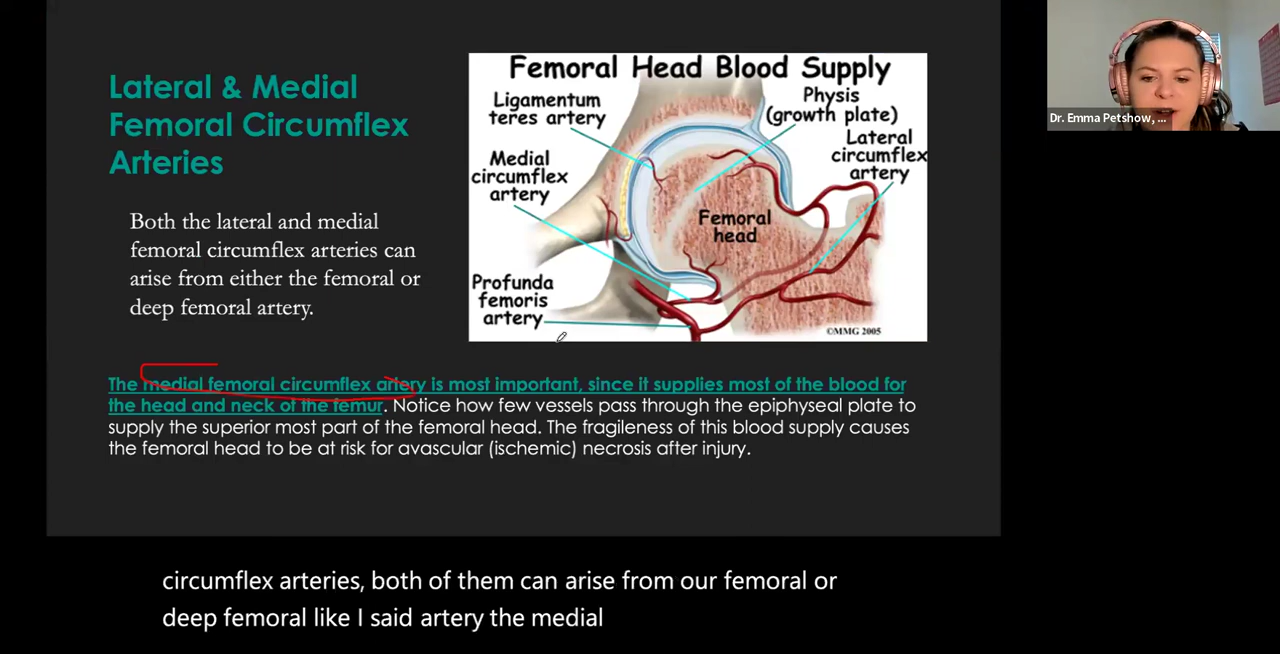 Lateral & Medial
Femoral Circumflex
Arteries
Both the lateral and medial
femoral circumflex arteries can
arise from either the femoral or
deep femoral artery.
Femoral Head Blood Supply
Ligamentum
teres artery
Physis
(growth plate)
Lateral
circumflex
artery
Medial
circumflex
artery
Femoral
head
Profunda
femoris
artery
©MMG 2005
The medial femoral circumflex artery is most important, since it supplies most of the blood for
the head and neck of the femur. Notice how few vessels pass through the epiphyseal plate to
supply the superior most part of the femoral head. The fragileness of this blood supply causes
the femoral head to be at risk for avascular (ischemic) necrosis after injury.
Dr. Emma Petshow, ...
circumflex arteries, both of them can arise from our femoral or
deep femoral like I said artery the medial